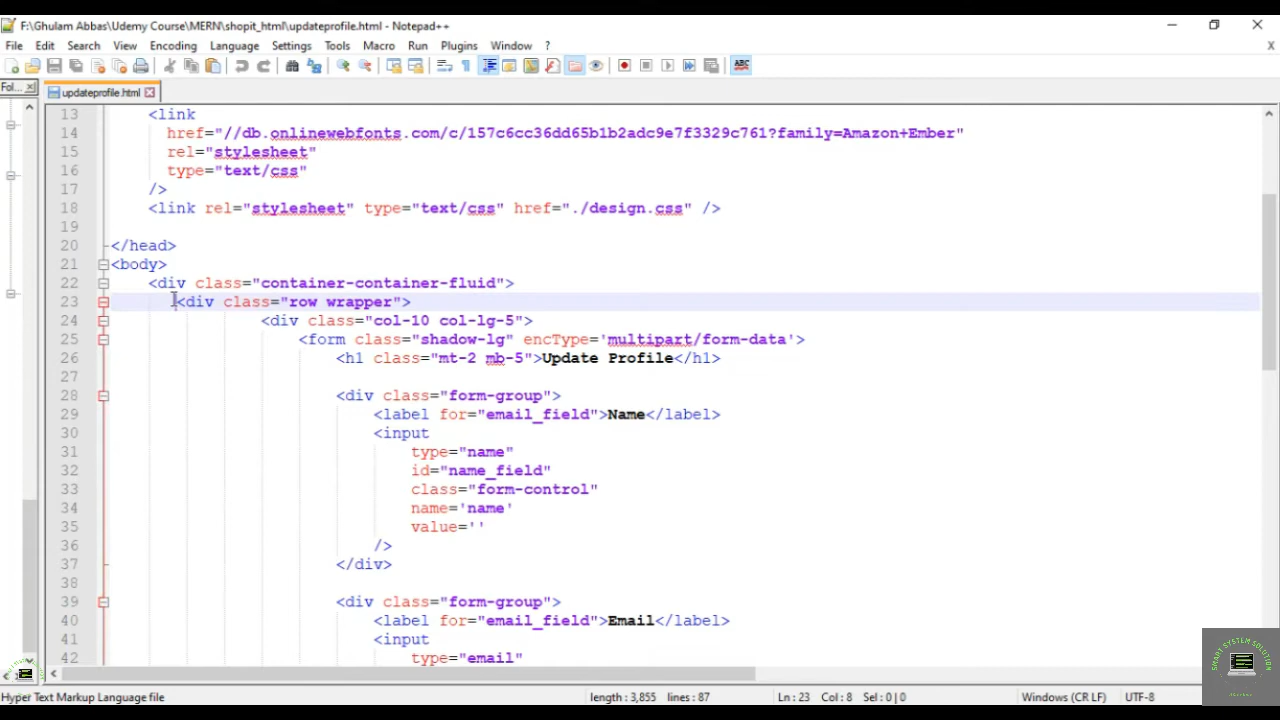 F:\Ghulam Abbas\Udemy Course\MERN\shopit_html\updateprofile.html - Notepad++
File Edit Search View Encoding Language Settings Tools Macro Run Plugins Window ? X
Fol...
updateprofile.html
13 <link
14 href="//db.onlinewebfonts.com/c/157c6cc36dd65b1b2adc9e7f3329c761?family=Amazon+Ember"
15 rel="stylesheet"
16 type="text/css"
17 />
18 <link rel="stylesheet" type="text/css" href="./design.css" />
19
20 </head>
21 <body>
22 <div class="container-container-fluid">
23 <div class="row wrapper">
24 <div class="col-10 col-lg-5">
25 <form class="shadow-lg" encType='multipart/form-data'>
26 <h1 class="mt-2 mb-5">Update Profile</h1>
27
28 <div class="form-group">
29 <label for="email_field">Name</label>
30 <input
31 type="name"
32 id="name_field"
33 class="form-control"
34 name='name'
35 value=''
36 />
37 </div>
38
39 <div class="form-group">
40 <label for="email_field">Email</label>
41 <input
42 type="email"
Hyper Text Markup Language file length : 3,855 lines : 87 Ln : 23 Col : 8 Sel : 0 | 0 Windows (CR LF) UTF-8
SMART SYSTEM SOLUTION